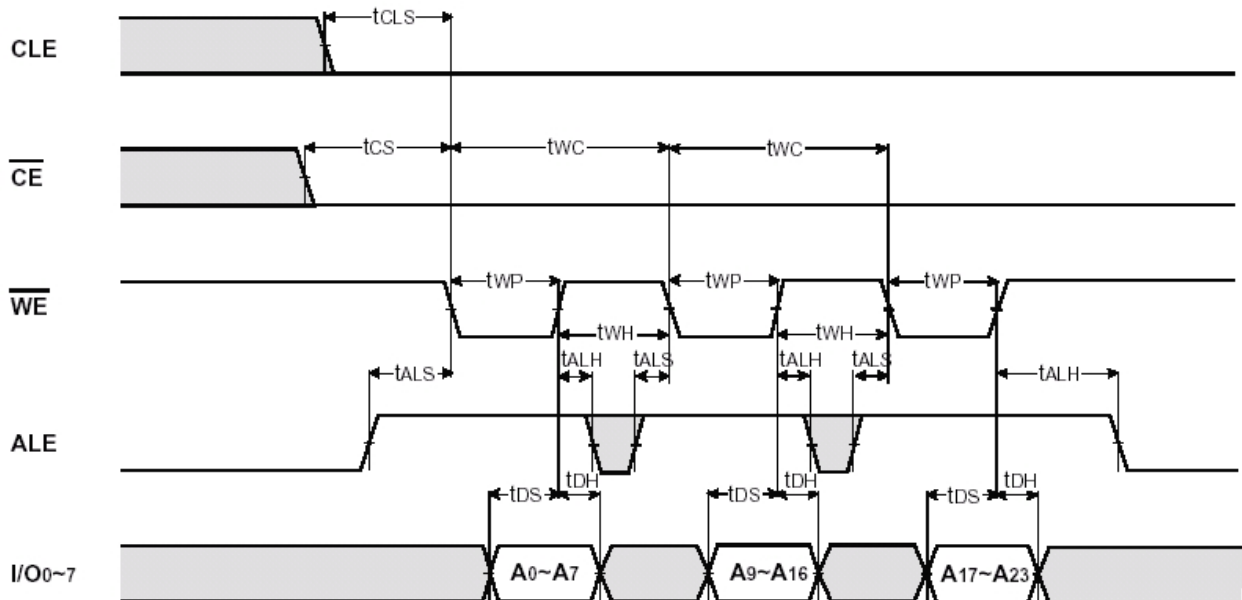 CLE
tCLS
CE
tCS
tWC
tWC
WE
tWP
tWP
tWP
tWH
tWH
tALH
tALS
tALH
tALS
tALS
tALH
ALE
tDS
tDH
tDS
tDH
tDS
tDH
I/O0~7
A0~A7
A9~A16
A17~A23